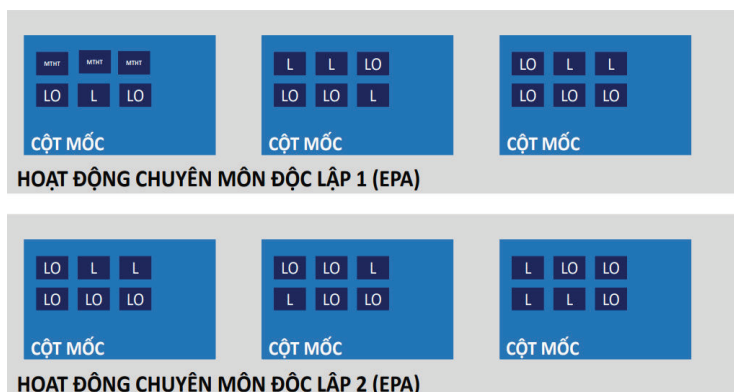 MTHT MTHT MTHT L L LO LO L L
LO L LO LO LO L LO LO LO
CỘT MỐC CỘT MỐC CỘT MỐC
HOẠT ĐỘNG CHUYÊN MÔN ĐỘC LẬP 1 (EPA)
LO L L LO LO L L LO LO
LO LO LO L LO LO L L LO
CỘT MỐC CỘT MỐC CỘT MỐC
HOẠT ĐỘNG CHUYÊN MÔN ĐỘC LẬP 2 (EPA)